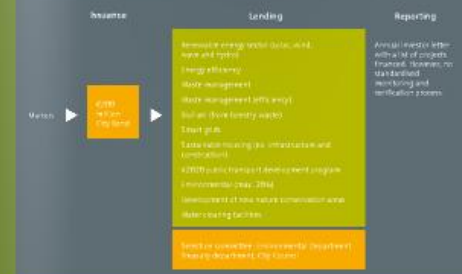 Issuance
Lending
Reporting
Markets
City Bond
Renewable energy sector (solar, wind,
wave and hydro)
Energy efficiency
Waste management
Waste management (efficiency)
Biofuel (from forestry waste)
Smart grids
Sustainable housing (inc. infrastructure and
construction)
public transport development program
Environmental (max. 20%)
Development of new nature conservation areas
Water clearing facilities
Selection committee: Environmental Department
Treasury department, City Council
Annual investor letter
with a list of projects
financed. However, no
standardised
monitoring and
verification process